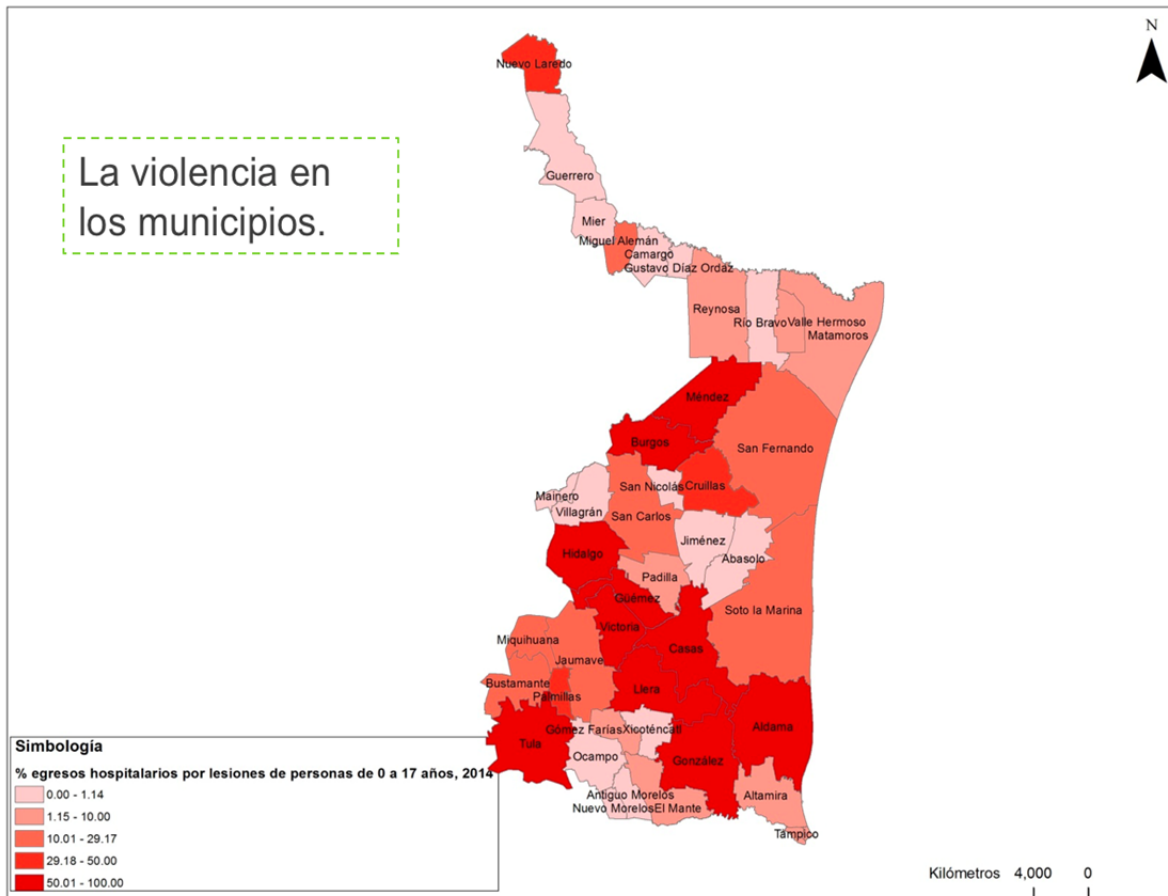 N
Nuevo Laredo
La violencia en
los municipios.
Guerrero
Mier
Miguel Alemán
Camargo
Gustavo Díaz Ordaz
Reynosa
Río Bravo
Valle Hermoso
Matamoros
Méndez
Burgos
San Fernando
San Nicolás
Cruillas
Mainero
Villagrán
San Carlos
Jiménez
Hidalgo
Abasolo
Padilla
Güémez
Soto la Marina
Victoria
Casas
Miquihuana
Jaumave
Bustamante
Palmillas
Llera
Aldama
Gómez Farías
Xicoténcatl
Tula
Ocampo
González
Antiguo Morelos
Altamira
Nuevo Morelos
El Mante
Tampico
Simbología
% egresos hospitalarios por lesiones de personas de 0 a 17 años, 2014
0.00 - 1.14
1.15 - 10.00
10.01 - 29.17
29.18 - 50.00
50.01 - 100.00
Kilómetros 4,000 0